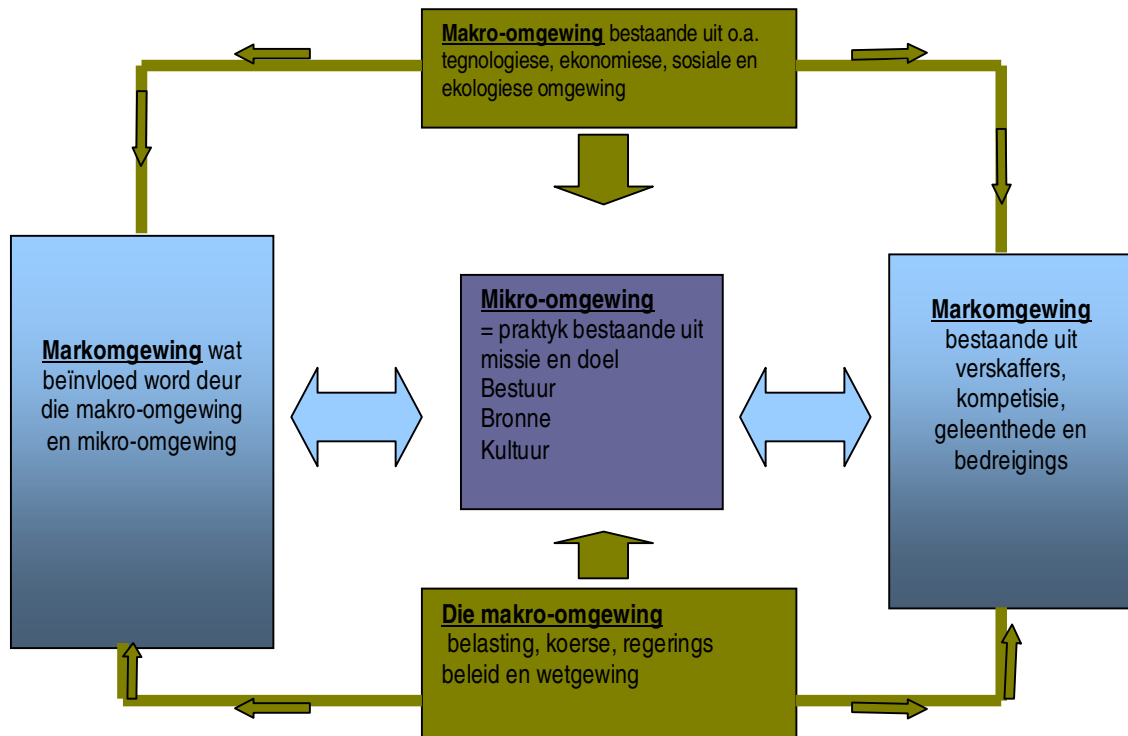 Makro-omgewing bestaande uit o.a.
tegnologiese, ekonomiese, sosiale en
ekologiese omgewing
Markomgewing wat
beïnvloed word deur
die makro-omgewing
en mikro-omgewing
Mikro-omgewing
= praktyk bestaande uit
missie en doel
Bestuur
Bronne
Kultuur
Markomgewing
bestaande uit
verskaffers,
kompetisie,
geleenthede en
bedreigings
Die makro-omgewing
belasting, koerse, regerings
beleid en wetgewing